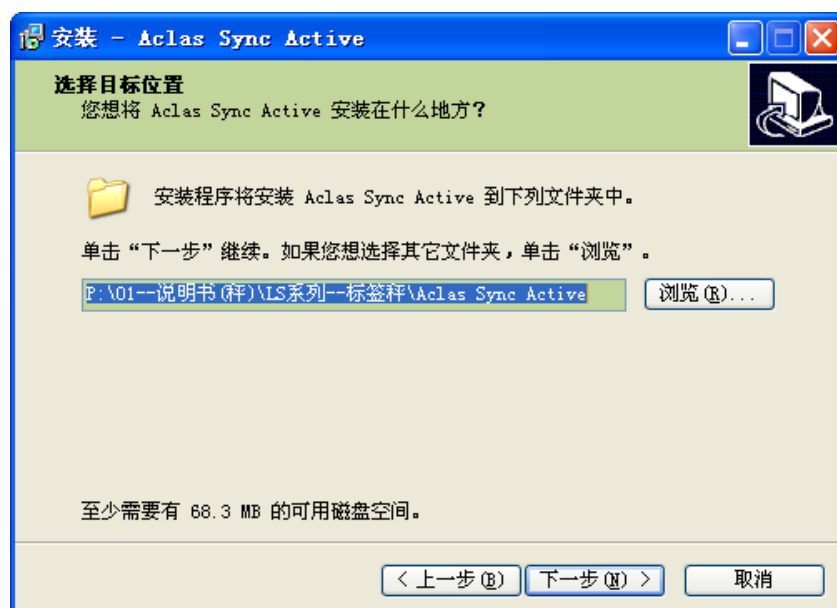 安装 - Aclas Sync Active
选择目标位置
您想将 Aclas Sync Active 安装在什么地方?
安装程序将安装 Aclas Sync Active 到下列文件夹中。
单击“下一步”继续。如果您想选择其它文件夹,单击“浏览”。
P:\01--说明书(秤)\LS系列--标签秤\Aclas Sync Active
浏览(R)...
至少需要有 68.3 MB 的可用磁盘空间。
< 上一步(B) 下一步(N) > 取消